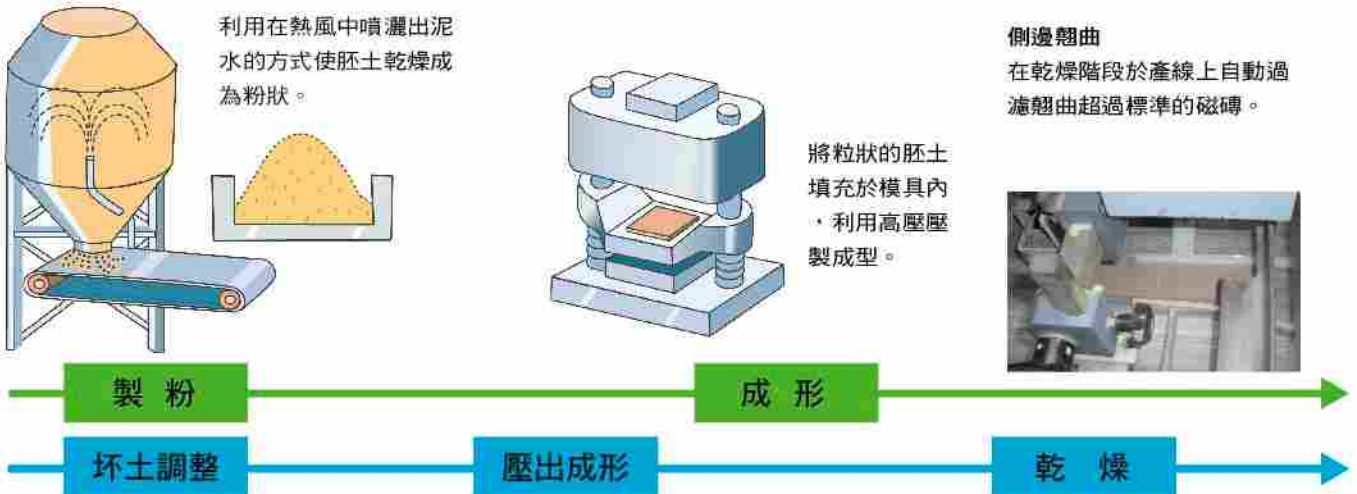 利用在熱風中噴灑出泥
水的方式使胚土乾燥成
為粉狀。
將粒狀的胚土
填充於模具內
，利用高壓壓
製成型。
側邊翹曲
在乾燥階段於產線上自動過
濾翹曲超過標準的磁磚。
製 粉
成 形
坏土調整
壓出成形
乾 燥